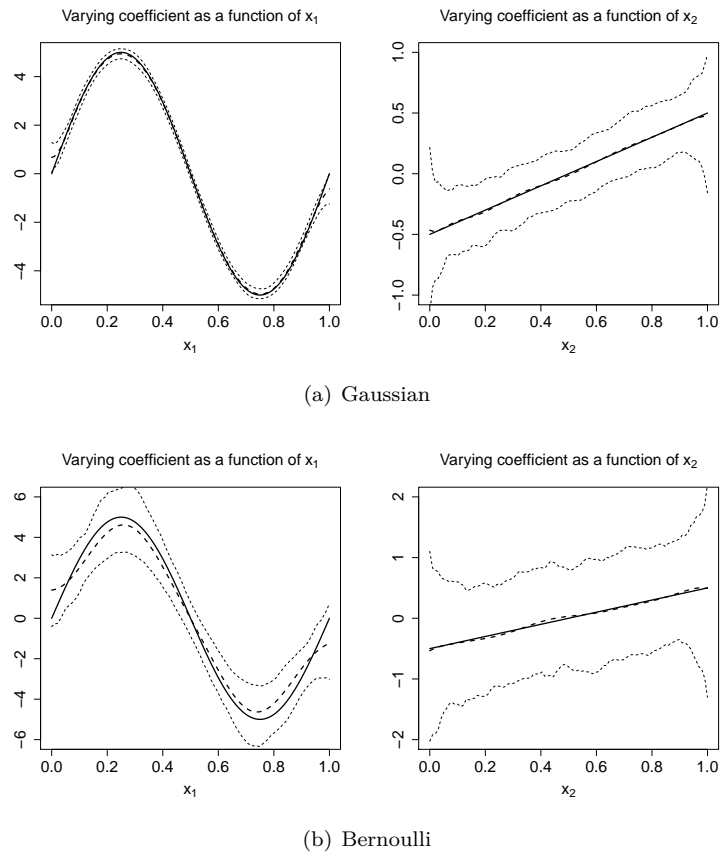 Varying coefficient as a function of x₁
4
2
0
−2
−4
0.0 0.2 0.4 0.6 0.8 1.0
x₁
Varying coefficient as a function of x₂
1.0
0.5
0.0
−0.5
−1.0
0.0 0.2 0.4 0.6 0.8 1.0
x₂
(a) Gaussian
Varying coefficient as a function of x₁
6
4
2
0
−2
−4
−6
0.0 0.2 0.4 0.6 0.8 1.0
x₁
Varying coefficient as a function of x₂
2
1
0
−1
−2
0.0 0.2 0.4 0.6 0.8 1.0
x₂
(b) Bernoulli